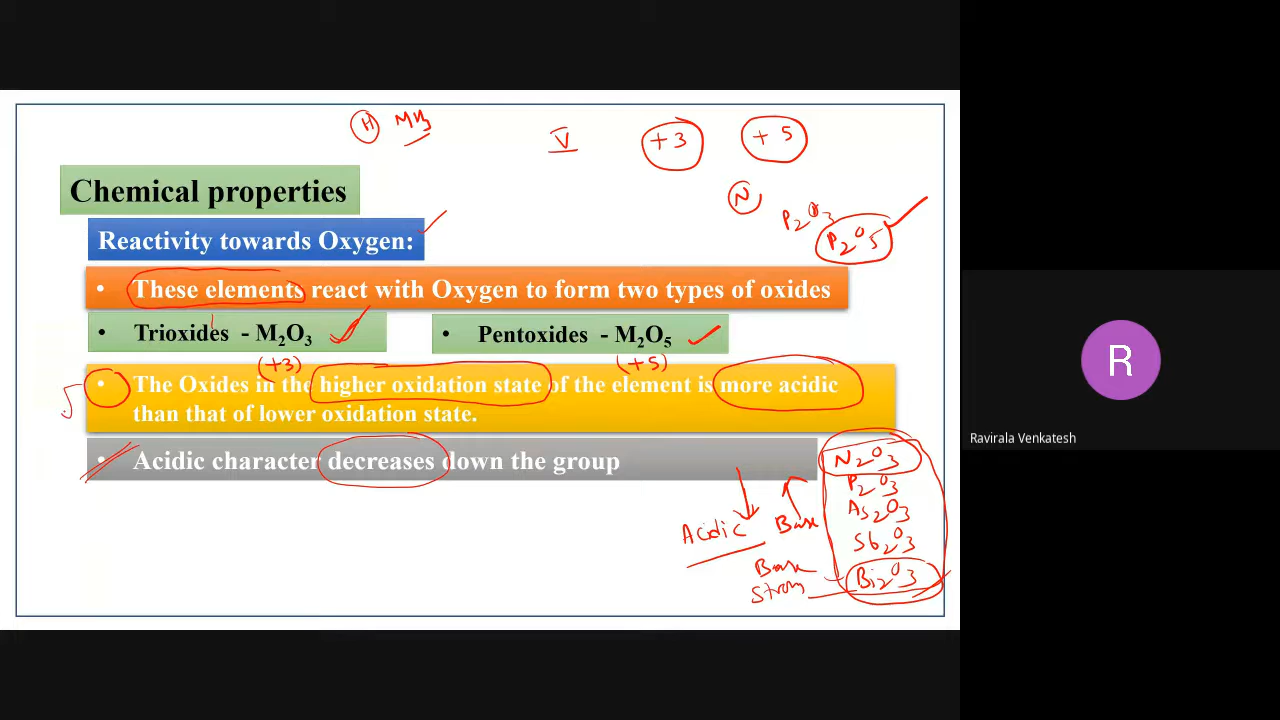 H MH3
V +3 +5
Chemical properties
N P2O3
Reactivity towards Oxygen: P2O5
• These elements react with Oxygen to form two types of oxides
• Trioxides - M2O3 • Pentoxides - M2O5
(+3) (+5)
• The Oxides in the higher oxidation state of the element is more acidic
than that of lower oxidation state.
• Acidic character decreases down the group N2O3
P2O3
As2O3
Acidic Base
Sb2O3
Base
Strong Bi2O3
R
Ravirala Venkatesh